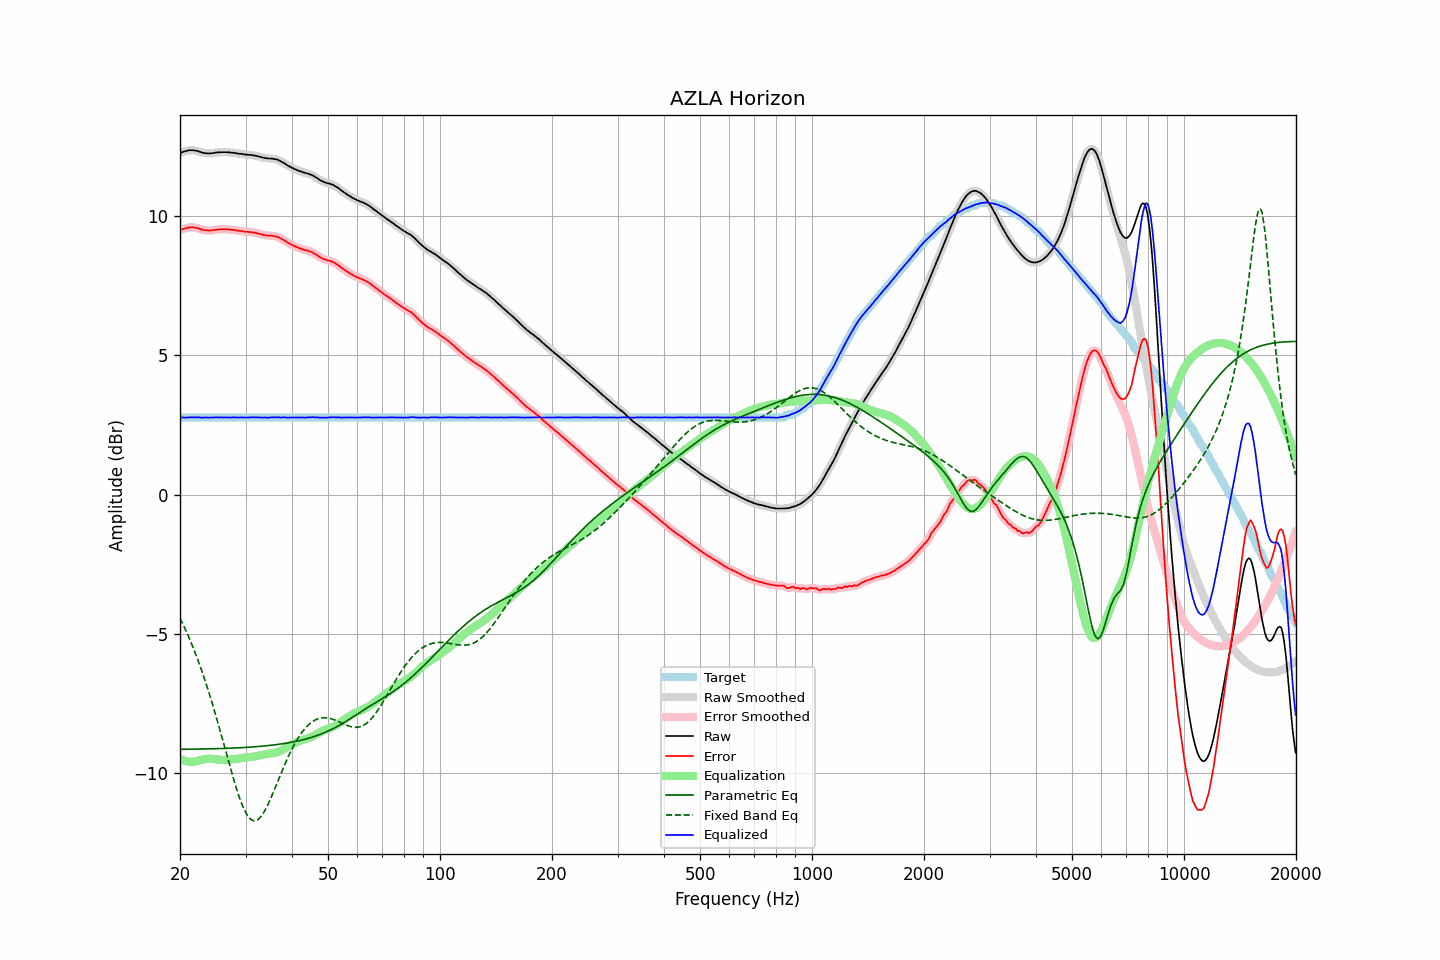 AZLA Horizon
Amplitude (dBr)
10
5
0
−5
−10
Target
Raw Smoothed
Error Smoothed
Raw
Error
Equalization
Parametric Eq
Fixed Band Eq
Equalized
20 50 100 200 500 1000 2000 5000 10000 20000
Frequency (Hz)